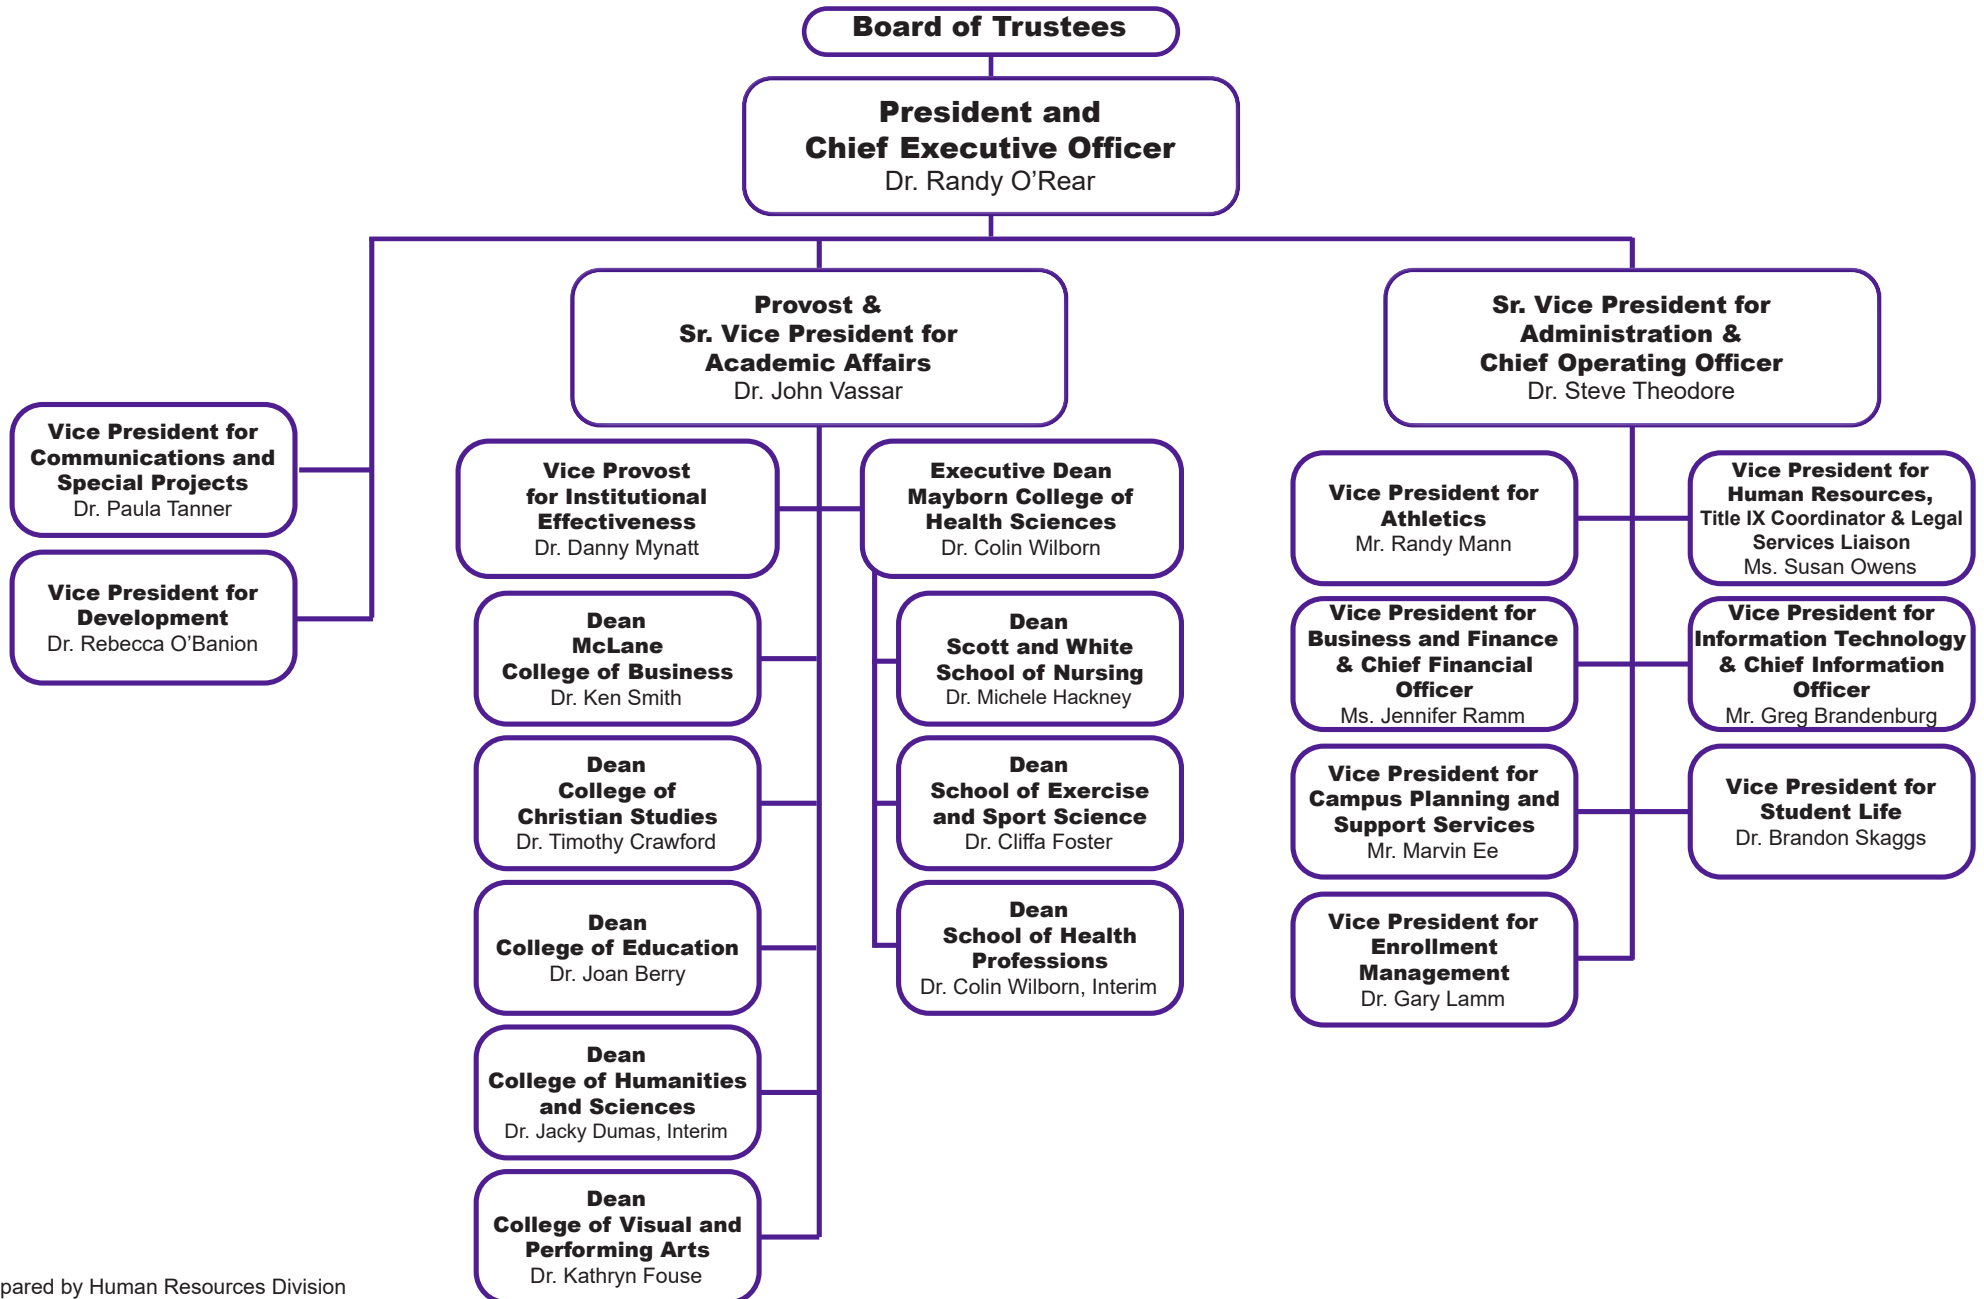 Board of Trustees
President and
Chief Executive Officer
Dr. Randy O’Rear
Provost &
Sr. Vice President for
Academic Affairs
Dr. John Vassar
Sr. Vice President for
Administration &
Chief Operating Officer
Dr. Steve Theodore
Vice President for
Communications and
Special Projects
Dr. Paula Tanner
Vice President for
Development
Dr. Rebecca O’Banion
Vice Provost
for Institutional
Effectiveness
Dr. Danny Mynatt
Executive Dean
Mayborn College of
Health Sciences
Dr. Colin Wilborn
Dean
McLane
College of Business
Dr. Ken Smith
Dean
Scott and White
School of Nursing
Dr. Michele Hackney
Dean
College of
Christian Studies
Dr. Timothy Crawford
Dean
School of Exercise
and Sport Science
Dr. Cliffa Foster
Dean
College of Education
Dr. Joan Berry
Dean
School of Health
Professions
Dr. Colin Wilborn, Interim
Dean
College of Humanities
and Sciences
Dr. Jacky Dumas, Interim
Dean
College of Visual and
Performing Arts
Dr. Kathryn Fouse
Vice President for
Athletics
Mr. Randy Mann
Vice President for
Human Resources,
Title IX Coordinator & Legal
Services Liaison
Ms. Susan Owens
Vice President for
Business and Finance
& Chief Financial
Officer
Ms. Jennifer Ramm
Vice President for
Information Technology
& Chief Information
Officer
Mr. Greg Brandenburg
Vice President for
Campus Planning and
Support Services
Mr. Marvin Ee
Vice President for
Student Life
Dr. Brandon Skaggs
Vice President for
Enrollment
Management
Dr. Gary Lamm
pared by Human Resources Division